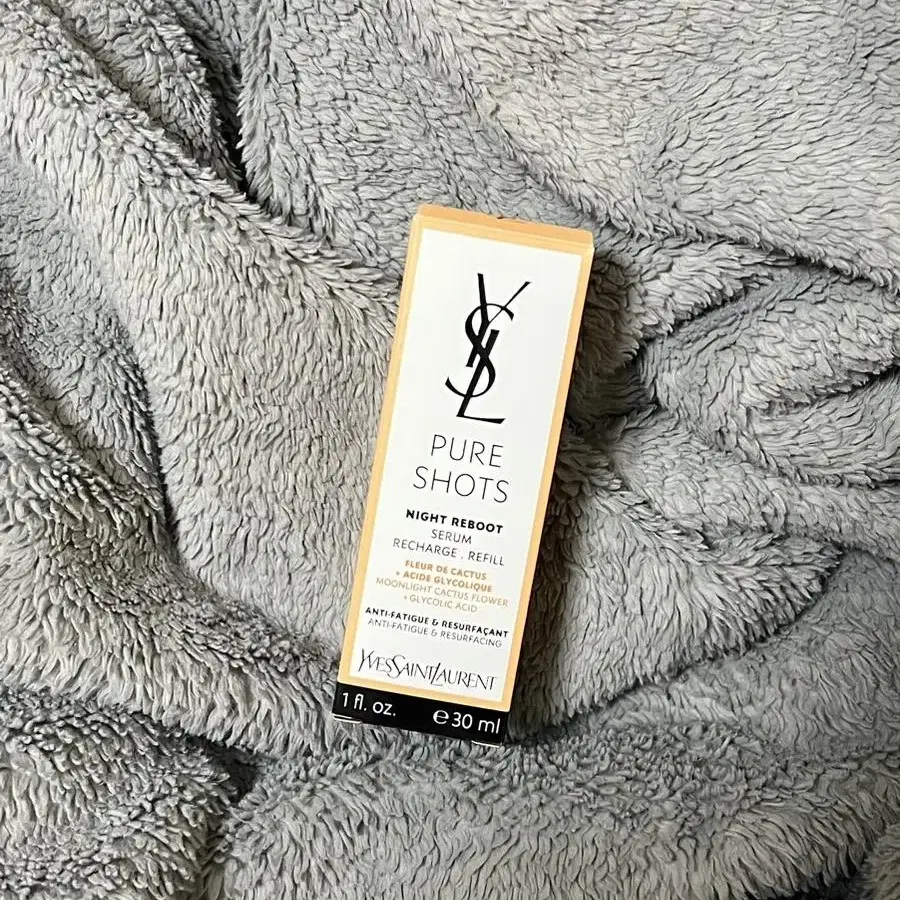 YSL
PURE
SHOTS
NIGHT REBOOT
SERUM
RECHARGE . REFILL
FLEUR DE CACTUS
+ ACIDE GLYCOLIQUE
MOONLIGHT CACTUS FLOWER
+ GLYCOLIC ACID
ANTI-FATIGUE & RESURFAÇANT
ANTI-FATIGUE & RESURFACING
YVESSAINTLAURENT
1 fl. oz. ℮30 ml